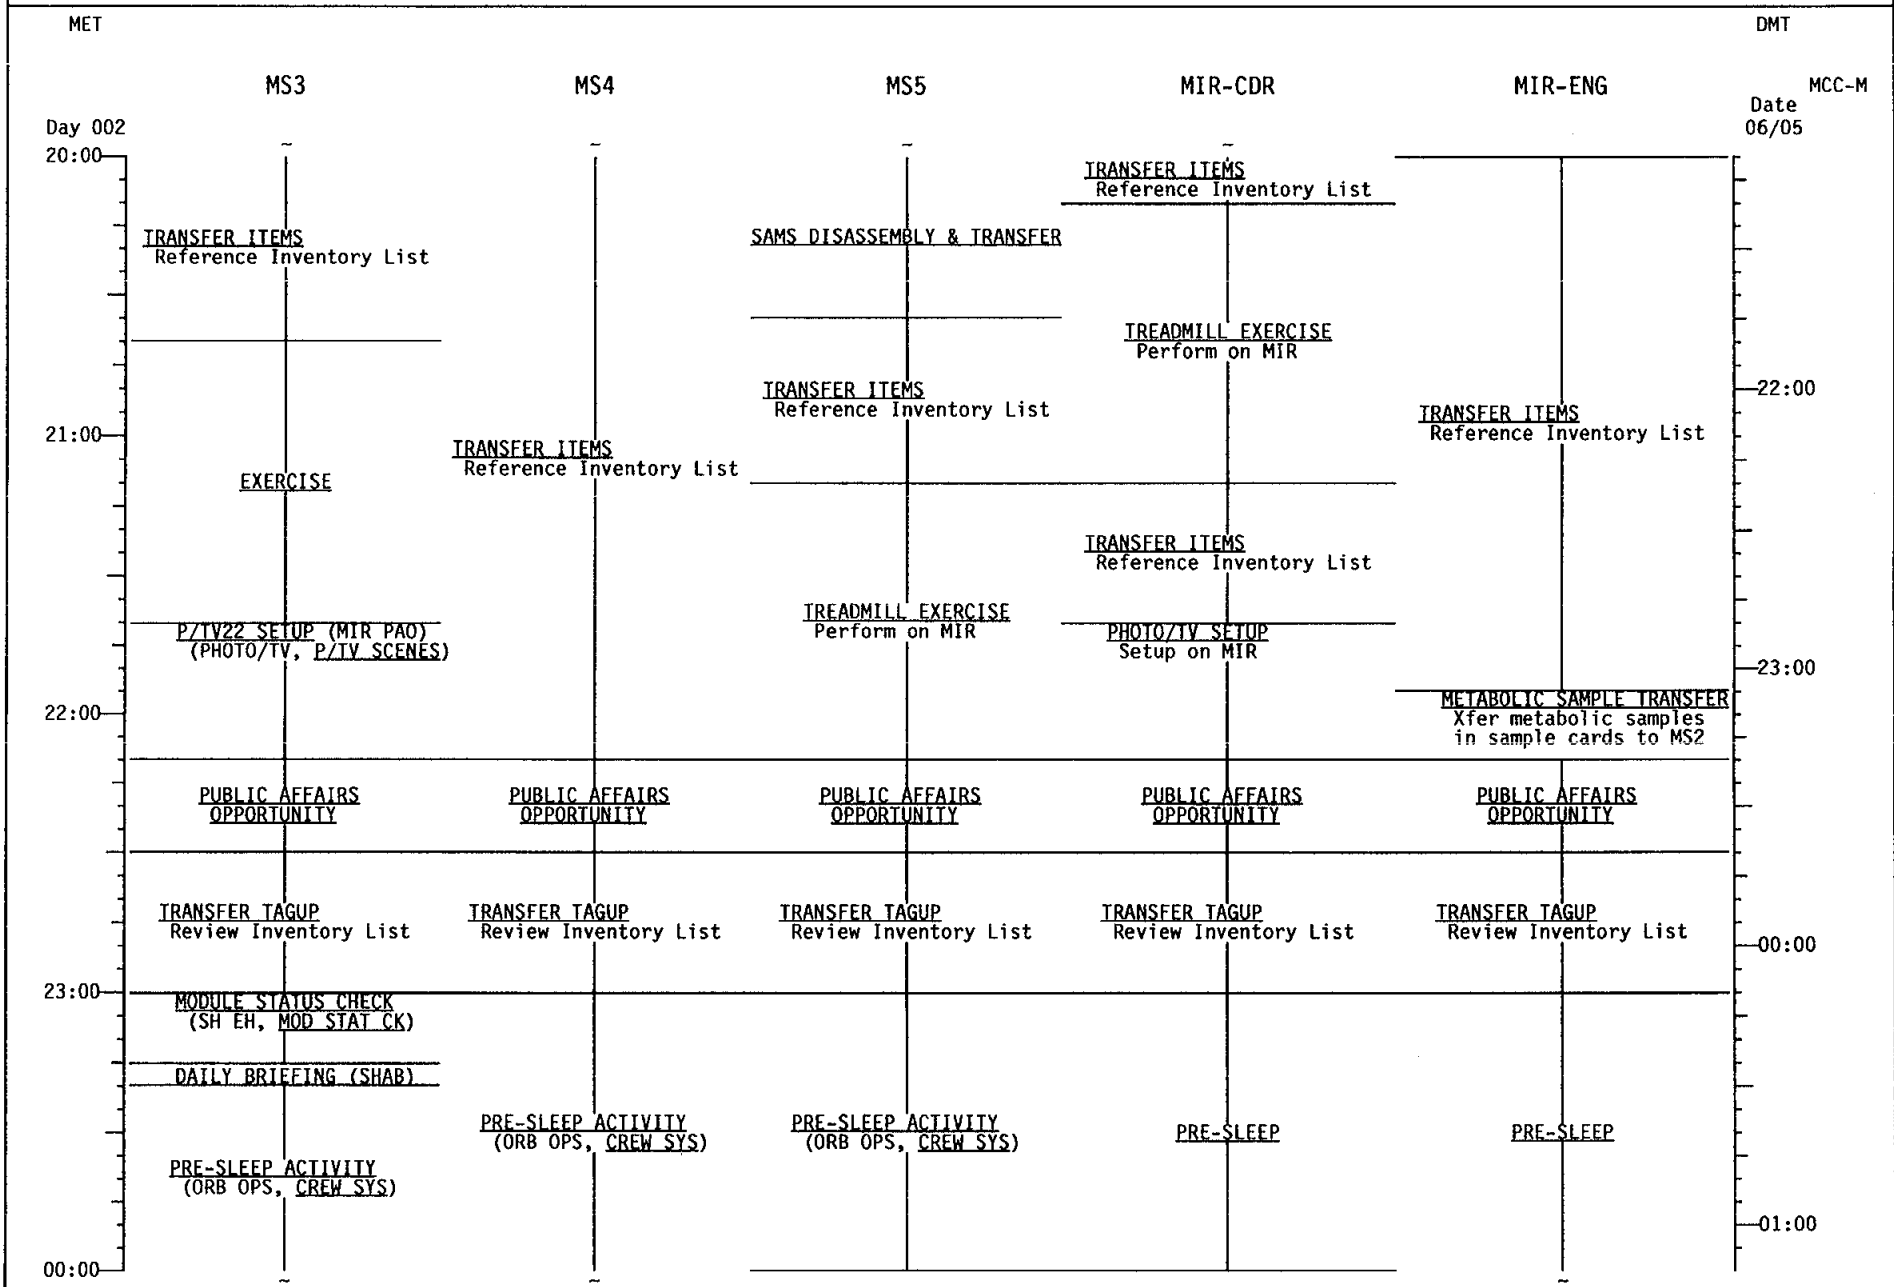 MET
DMT
MS3 MS4 MS5 MIR-CDR MIR-ENG MCC-M
Day 002
Date
06/05
20:00
~ ~ ~ ~
TRANSFER ITEMS
Reference Inventory List
TRANSFER ITEMS
Reference Inventory List
SAMS DISASSEMBLY & TRANSFER
TREADMILL EXERCISE
Perform on MIR
TRANSFER ITEMS
Reference Inventory List
22:00
TRANSFER ITEMS
Reference Inventory List
21:00
TRANSFER ITEMS
Reference Inventory List
EXERCISE
TRANSFER ITEMS
Reference Inventory List
TREADMILL EXERCISE
Perform on MIR
P/TV22 SETUP (MIR PAO)
(PHOTO/TV, P/TV SCENES)
PHOTO/TV SETUP
Setup on MIR
23:00
METABOLIC SAMPLE TRANSFER
Xfer metabolic samples
in sample cards to MS2
22:00
PUBLIC AFFAIRS
OPPORTUNITY
PUBLIC AFFAIRS
OPPORTUNITY
PUBLIC AFFAIRS
OPPORTUNITY
PUBLIC AFFAIRS
OPPORTUNITY
PUBLIC AFFAIRS
OPPORTUNITY
TRANSFER TAGUP
Review Inventory List
TRANSFER TAGUP
Review Inventory List
TRANSFER TAGUP
Review Inventory List
TRANSFER TAGUP
Review Inventory List
TRANSFER TAGUP
Review Inventory List
00:00
23:00
MODULE STATUS CHECK
(SH EH, MOD STAT CK)
DAILY BRIEFING (SHAB)
PRE-SLEEP ACTIVITY
(ORB OPS, CREW SYS)
PRE-SLEEP ACTIVITY
(ORB OPS, CREW SYS)
PRE-SLEEP ACTIVITY
(ORB OPS, CREW SYS)
PRE-SLEEP
PRE-SLEEP
01:00
00:00
~ ~ ~